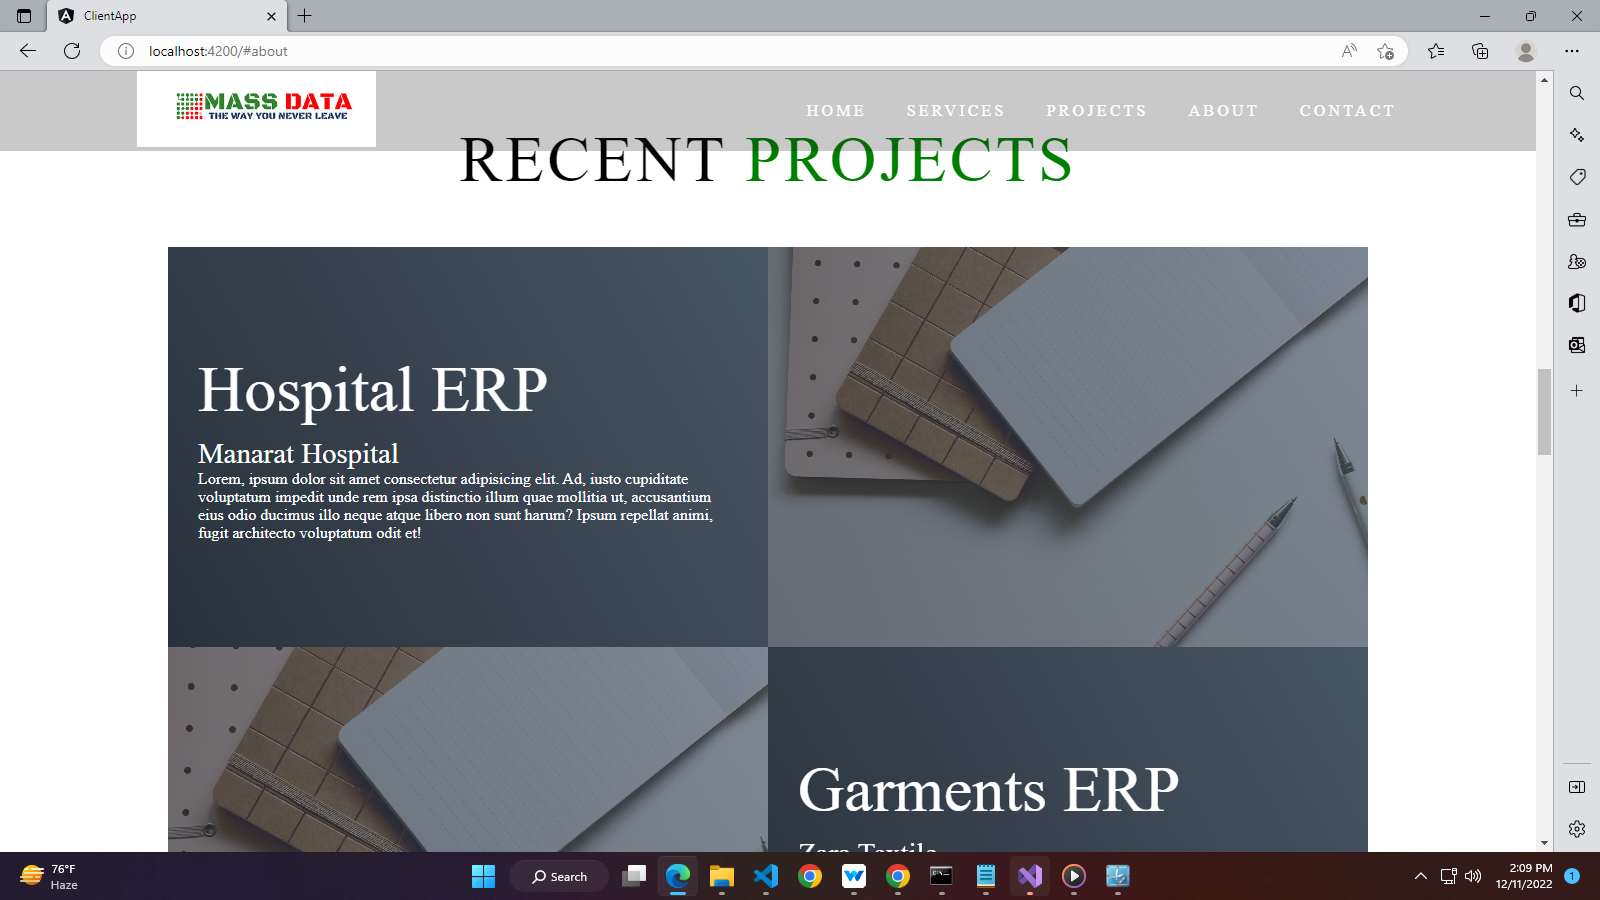 ClientApp
localhost:4200/#about
MASS DATA
THE WAY YOU NEVER LEAVE
HOME SERVICES PROJECTS ABOUT CONTACT
RECENT PROJECTS
Hospital ERP
Manarat Hospital
Lorem, ipsum dolor sit amet consectetur adipisicing elit. Ad, iusto cupiditate
voluptatum impedit unde rem ipsa distinctio illum quae mollitia ut, accusantium
eius odio ducimus illo neque atque libero non sunt harum? Ipsum repellat animi,
fugit architecto voluptatum odit et!
Garments ERP
Zara Textile
76°F
Haze
Search
2:09 PM
12/11/2022
1